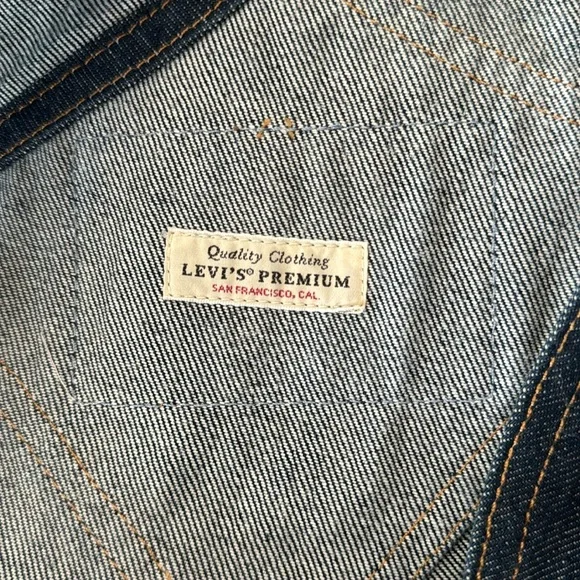 Quality Clothing
LEVI'S® PREMIUM
SAN FRANCISCO, CAL.